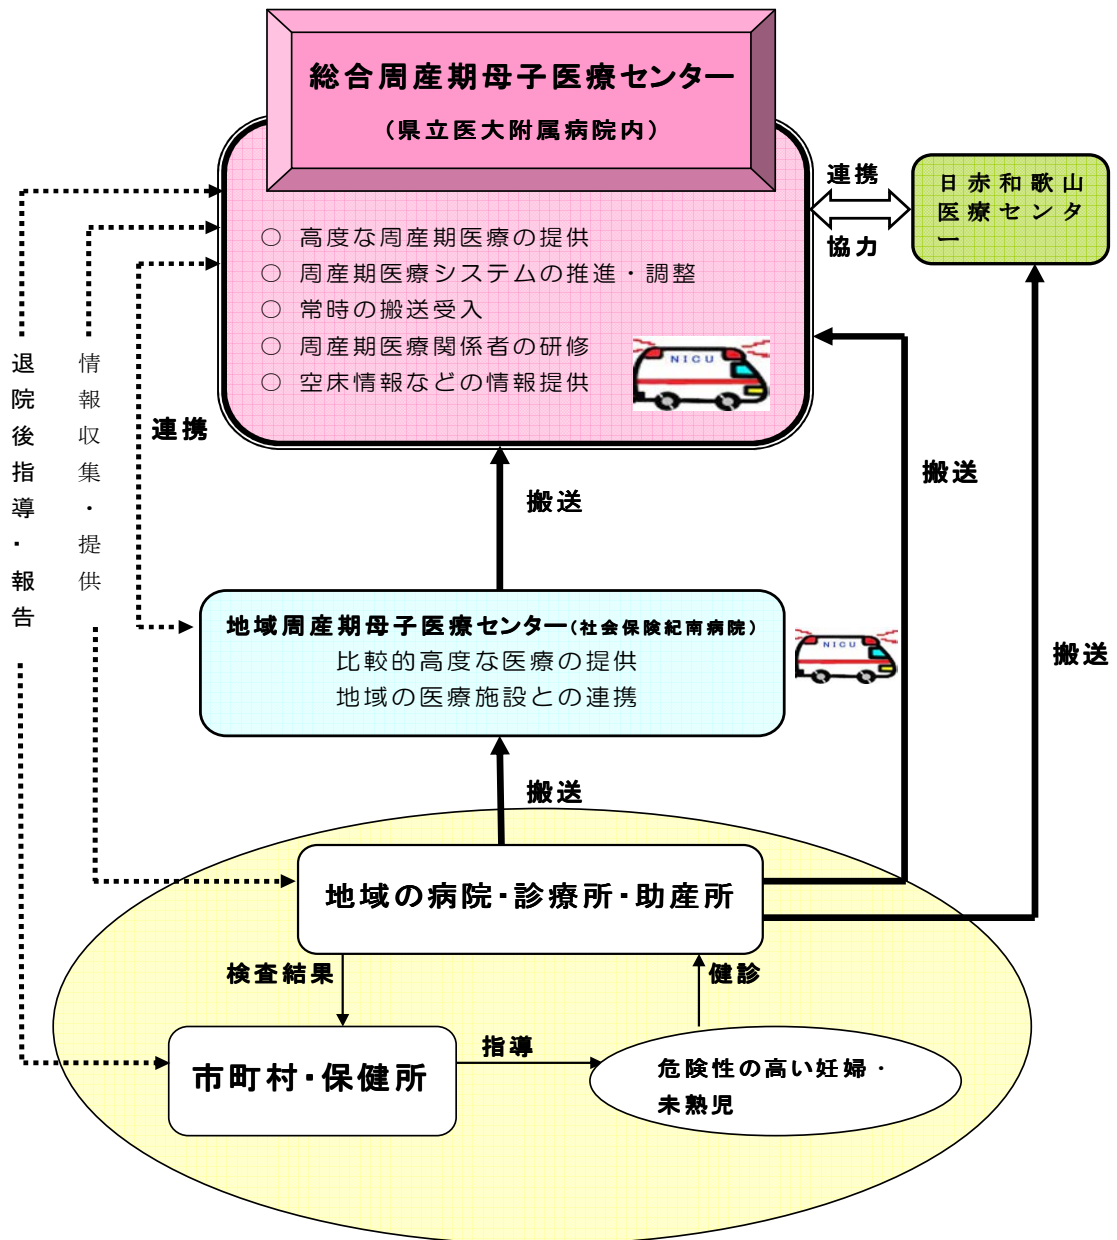 総合周産期母子医療センター
（県立医大附属病院内）
連携
日赤和歌山
医療センタ
ー
協力
○ 高度な周産期医療の提供
○ 周産期医療システムの推進・調整
○ 常時の搬送受入
○ 周産期医療関係者の研修
○ 空床情報などの情報提供
NICU
退院後指導・報告
情報収集・提供
連携
搬送
搬送
搬送
地域周産期母子医療センター(社会保険紀南病院)
比較的高度な医療の提供
地域の医療施設との連携
NICU
搬送
地域の病院・診療所・助産所
検査結果
健診
市町村・保健所
指導
危険性の高い妊婦・
未熟児